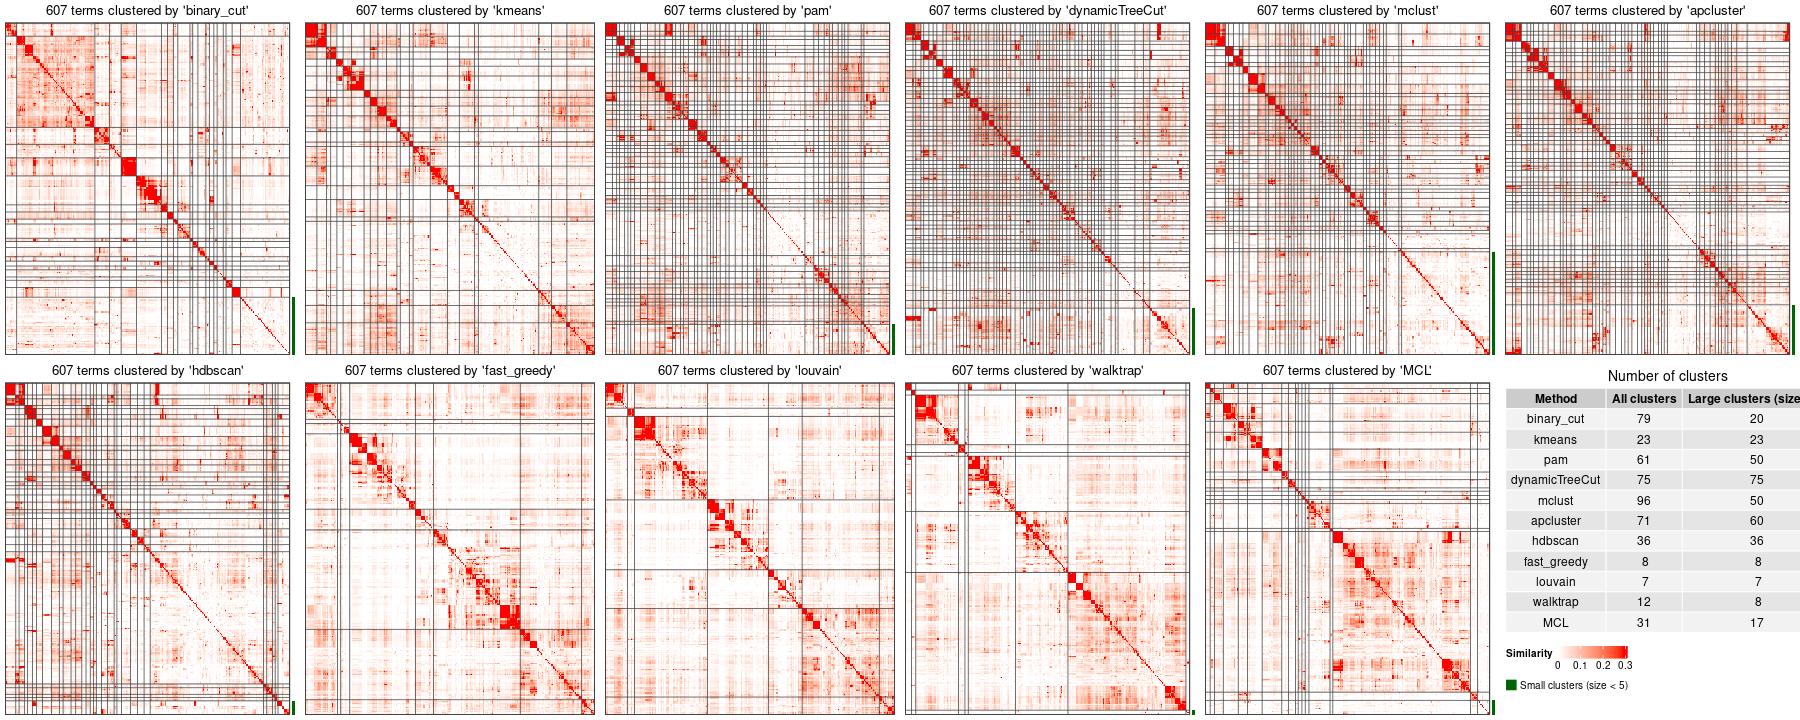 607 terms clustered by 'binary_cut'
607 terms clustered by 'kmeans'
607 terms clustered by 'pam'
607 terms clustered by 'dynamicTreeCut'
607 terms clustered by 'mclust'
607 terms clustered by 'apcluster'
607 terms clustered by 'hdbscan'
607 terms clustered by 'fast_greedy'
607 terms clustered by 'louvain'
607 terms clustered by 'walktrap'
607 terms clustered by 'MCL'
Number of clusters
Method All clusters Large clusters (size
binary_cut 79 20
kmeans 23 23
pam 61 50
dynamicTreeCut 75 75
mclust 96 50
apcluster 71 60
hdbscan 36 36
fast_greedy 8 8
louvain 7 7
walktrap 12 8
MCL 31 17
Similarity
0 0.1 0.2 0.3
Small clusters (size < 5)